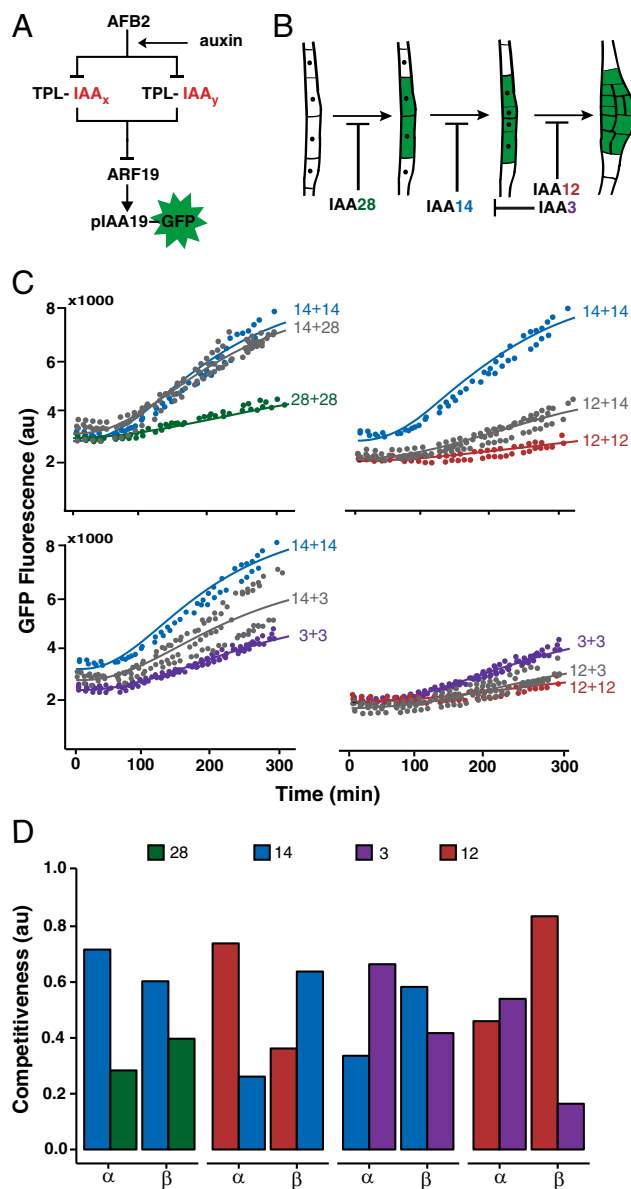 A
AFB2
auxin
TPL- IAAx TPL- IAAy
ARF19
pIAA19 GFP
B
IAA28
IAA14
IAA12
IAA3
C
x1000
8
6
4
2
14+14
14+28
28+28
14+14
12+14
12+12
x1000
8
6
4
2
14+14
14+3
3+3
3+3
12+3
12+12
0 100 200 300
0 100 200 300
GFP Fluorescence (au)
Time (min)
D
28 14 3 12
1.0
0.8
0.6
0.4
0.2
0.0
Competitiveness (au)
α β α β α β α β